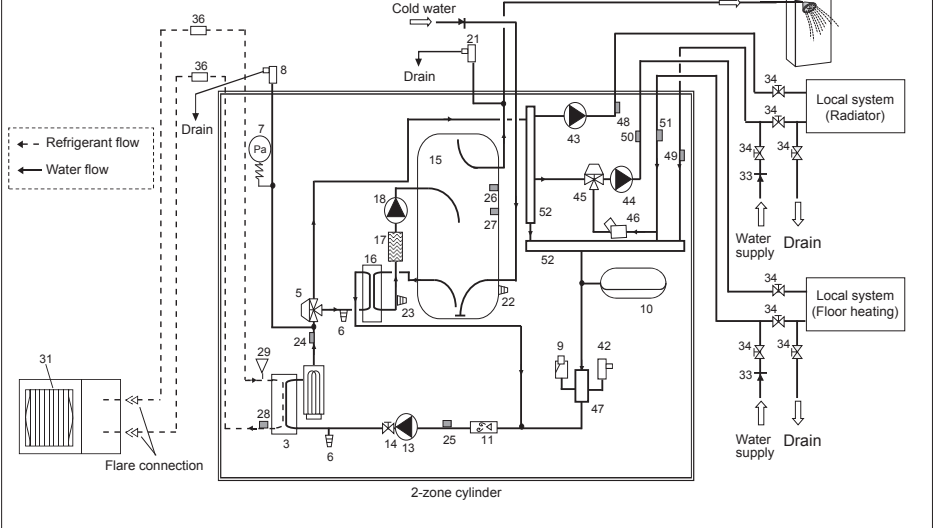 Cold water
36
21
36
8
Drain
34
Local system
(Radiator)
48
51
7
Drain
34
50
Refrigerant flow
Pa
43
15
49
34
34
Water flow
26
18
45
44
33
27
46
52
17
Water
supply
Drain
52
16
34
5
22
Local system
(Floor heating)
23
10
6
34
24
9
42
34
34
29
31
33
28
47
14
25
11
3
6
13
Water
supply
Drain
Flare connection
2-zone cylinder